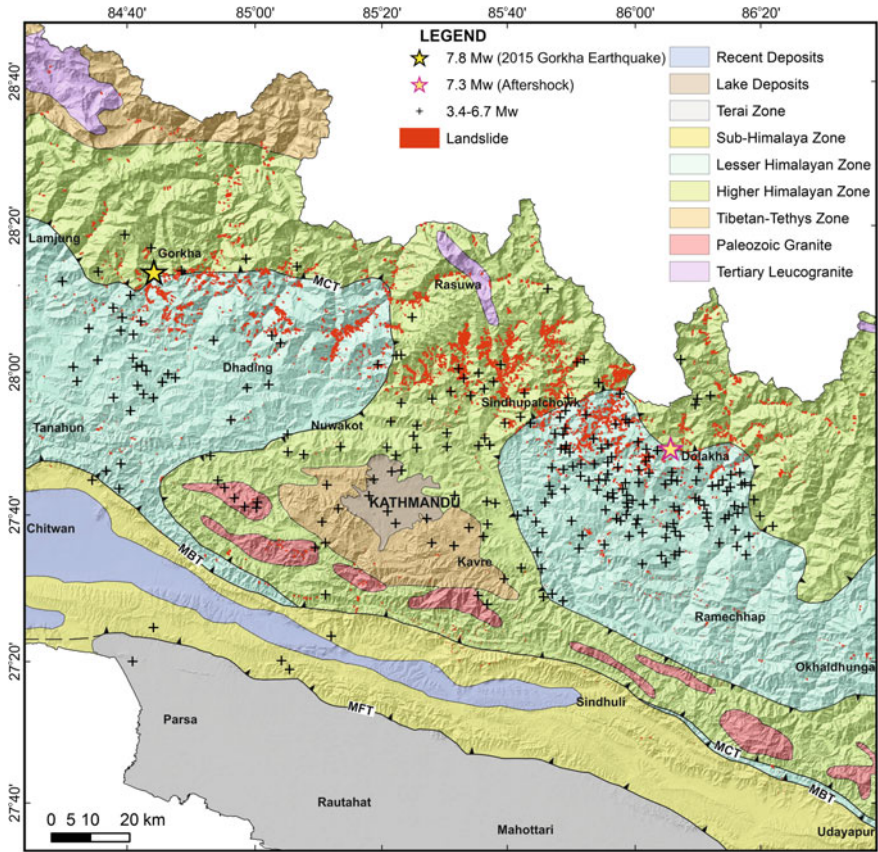 84°40' 85°00' 85°20' 85°40' 86°00' 86°20'
LEGEND
7.8 Mw (2015 Gorkha Earthquake)
7.3 Mw (Aftershock)
3.4-6.7 Mw
Landslide
Recent Deposits
Lake Deposits
Terai Zone
Sub-Himalaya Zone
Lesser Himalayan Zone
Higher Himalayan Zone
Tibetan-Tethys Zone
Paleozoic Granite
Tertiary Leucogranite
28°40'
28°20'
28°00'
27°40'
27°20'
27°40'
Lamjung
Gorkha
MCT
Rasuwa
Dhading
Sindhupalchowk
Tanahun
Nuwakot
Dolakha
KATHMANDU
Chitwan
Kavre
MBT
Ramechhap
Okhaldhunga
Sindhuli
Parsa
MFT
MCT
MBT
Rautahat
Mahottari
Udayapur
0 5 10 20 km